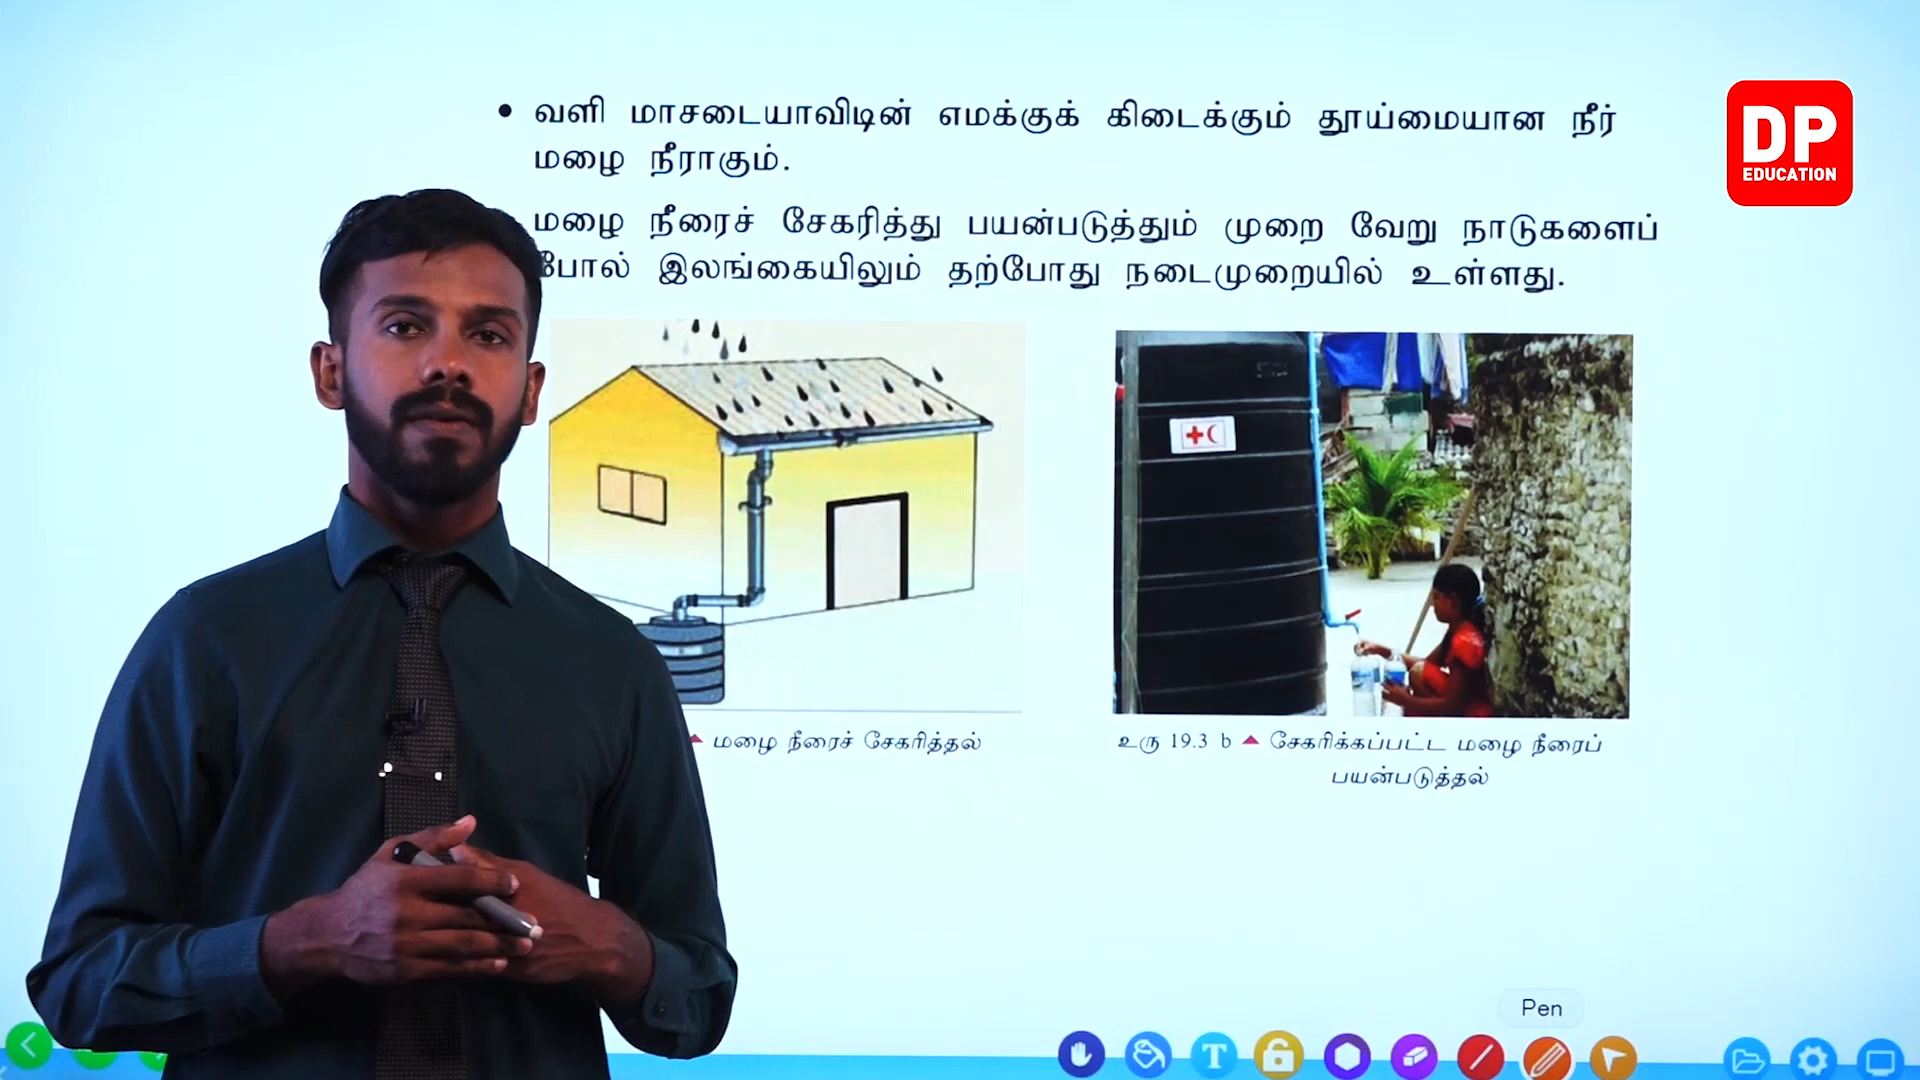 வளி மாசடையாவிடின் எமக்குக் கிடைக்கும் தூய்மையான நீர்
மழை நீராகும்.
மழை நீரைச் சேகரித்து பயன்படுத்தும் முறை வேறு நாடுகளைப்
போல் இலங்கையிலும் தற்போது நடைமுறையில் உள்ளது.
DP
EDUCATION
மழை நீரைச் சேகரித்தல்
உரு 19.3 b ▲ சேகரிக்கப்பட்ட மழை நீரைப்
பயன்படுத்தல்
Pen
T